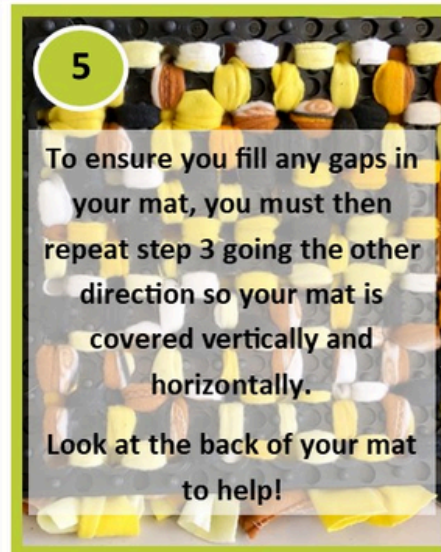 5
To ensure you fill any gaps in
your mat, you must then
repeat step 3 going the other
direction so your mat is
covered vertically and
horizontally.
Look at the back of your mat
to help!